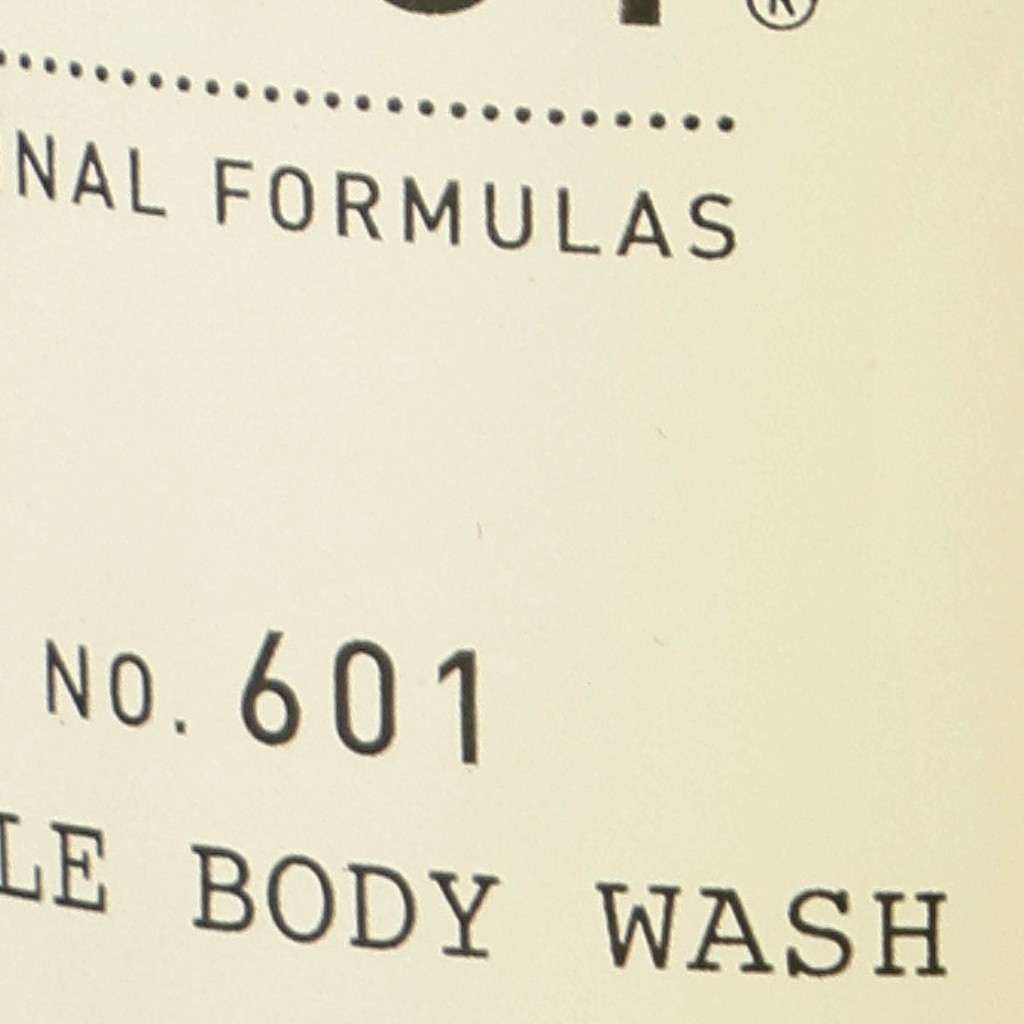 ®
NAL FORMULAS
NO. 601
LE BODY WASH